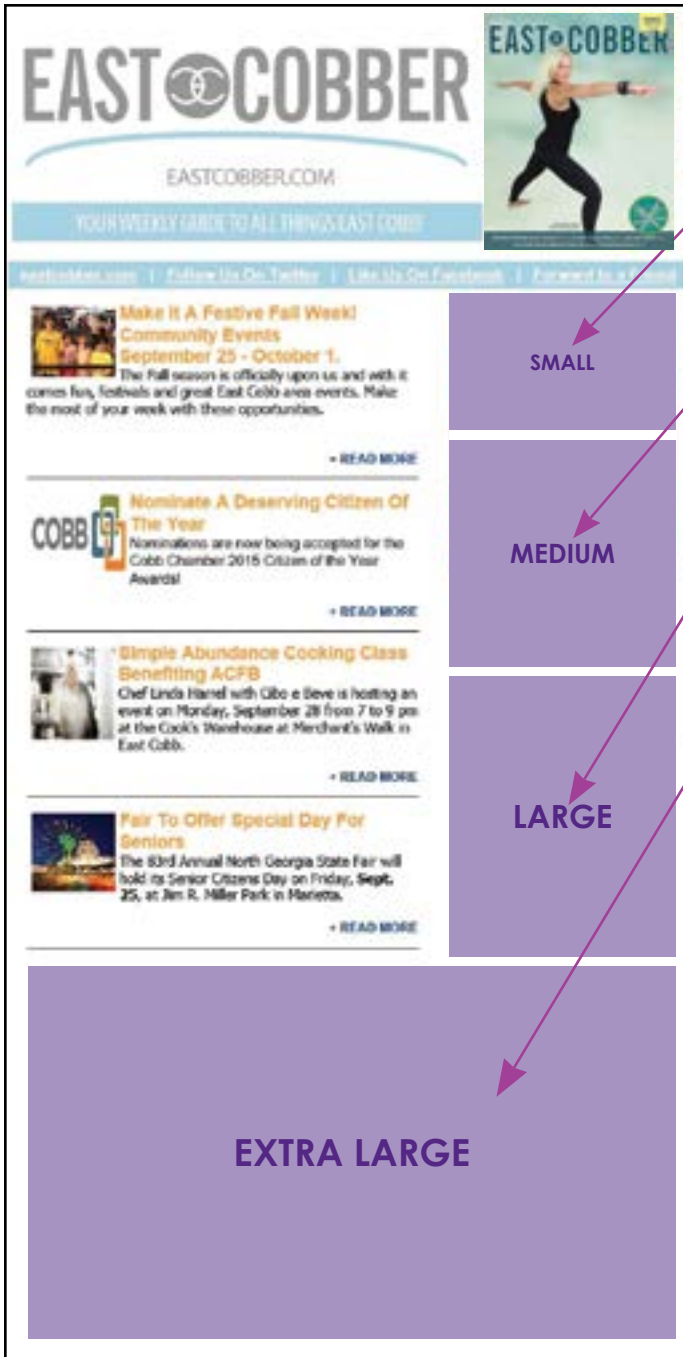 EAST COBBER
EAST COBBER
EASTCOBBER.COM
YOUR WEEKLY GUIDE TO ALL THINGS EAST COBB
eastcobber.com | Follow Us On Twitter | Like Us On Facebook | Forward to a Friend
Make It A Festive Fall Week!
Community Events
September 25 - October 1.
The Fall season is officially upon us and with it
comes fun, festivals and great East Cobb area events. Make
the most of your week with these opportunities.
+ READ MORE
SMALL
COBB
Nominate A Deserving Citizen Of
The Year
Nominations are now being accepted for the
Cobb Chamber 2015 Citizen of the Year
Awards!
+ READ MORE
MEDIUM
Simple Abundance Cooking Class
Benefiting ACFB
Chef Linda Harrel with Cibo e Beve is hosting an
event on Monday, September 28 from 7 to 9 pm
at the Cook's Warehouse at Merchant's Walk in
East Cobb.
+ READ MORE
LARGE
Fair To Offer Special Day For
Seniors
The 83rd Annual North Georgia State Fair will
hold its Senior Citizens Day on Friday, Sept.
25, at Jim R. Miller Park in Marietta.
+ READ MORE
EXTRA LARGE